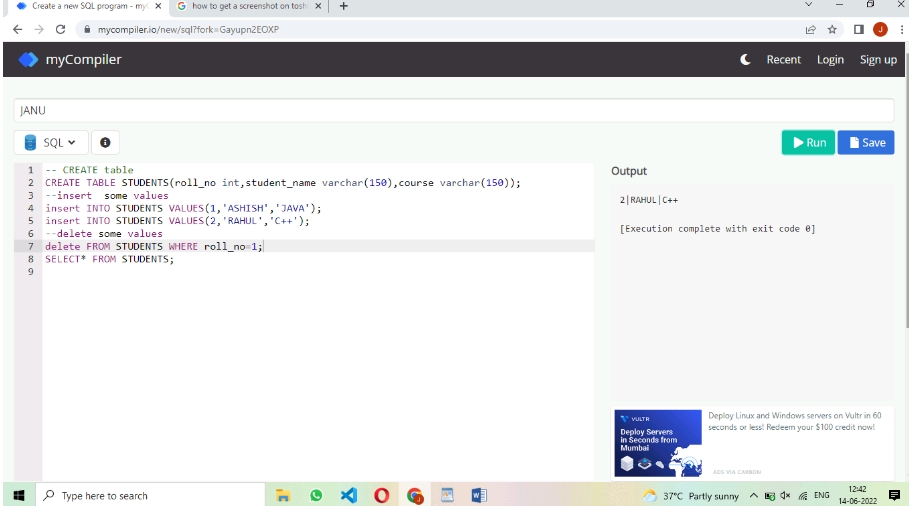 Create a new SQL program - my
how to get a screenshot on tosh
mycompiler.io/new/sql?fork=Gayupn2EOXP
J
myCompiler
Recent Login Sign up
JANU
SQL
Run Save
1 -- CREATE table
2 CREATE TABLE STUDENTS(roll_no int,student_name varchar(150),course varchar(150));
3 --insert  some values
4 insert INTO STUDENTS VALUES(1,'ASHISH','JAVA');
5 insert INTO STUDENTS VALUES(2,'RAHUL','C++');
6 --delete some values
7 delete FROM STUDENTS WHERE roll_no=1;
8 SELECT* FROM STUDENTS;
9
Output
2|RAHUL|C++
[Execution complete with exit code 0]
VULTR
Deploy Servers
in Seconds from
Mumbai
Deploy Linux and Windows servers on Vultr in 60
seconds or less! Redeem your $100 credit now!
ADS VIA CARBON
Type here to search
37°C Partly sunny
ENG
12:42
14-06-2022